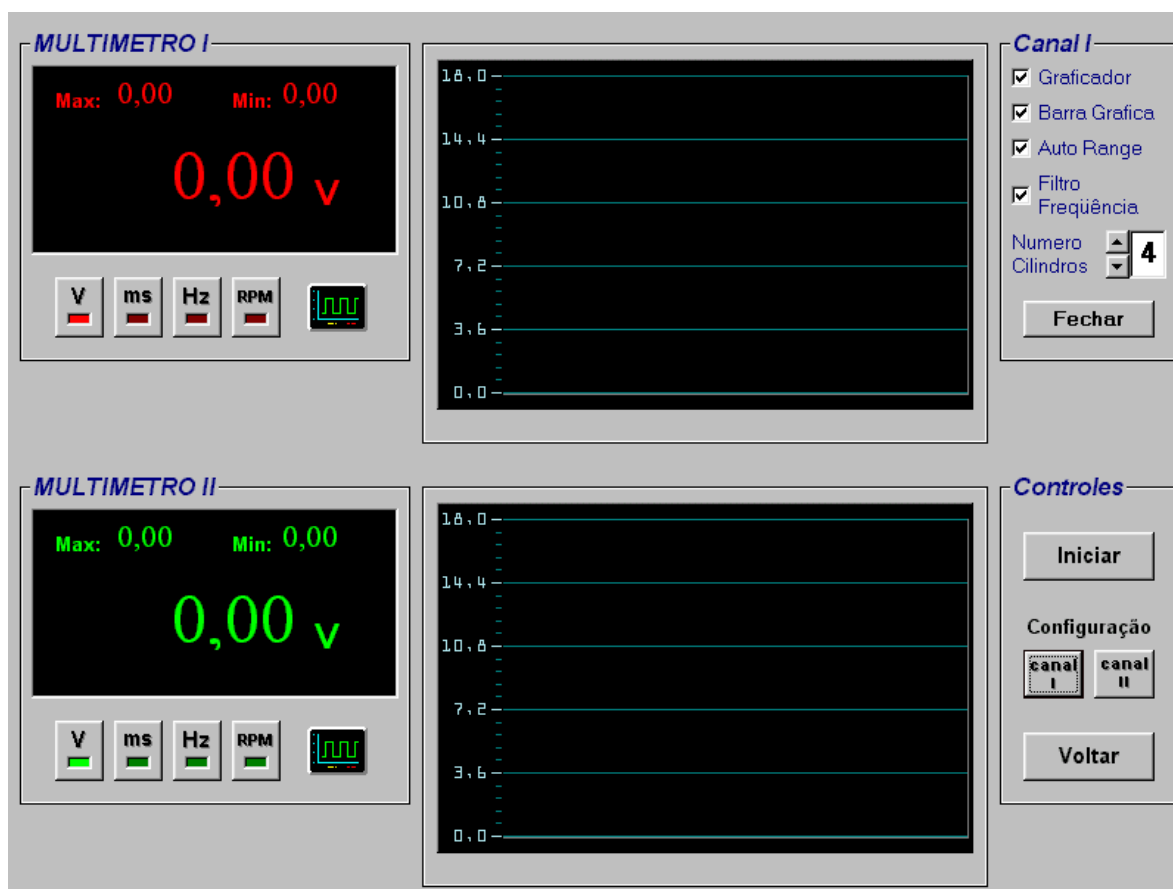 MULTIMETRO I
Max: 0,00 Min: 0,00
0,00 V
V ms Hz RPM
18,0
14,4
10,8
7,2
3,6
0,0
Canal I
Graficador
Barra Grafica
Auto Range
Filtro
Freqüência
Numero
Cilindros
4
Fechar
MULTIMETRO II
Max: 0,00 Min: 0,00
0,00 V
V ms Hz RPM
18,0
14,4
10,8
7,2
3,6
0,0
Controles
Iniciar
Configuração
canal
I
canal
II
Voltar